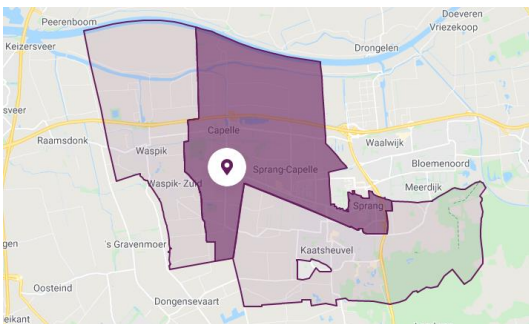 Doeveren
Peerenboom
Vriezekoop
Keizersveer
Drongelen
sveer
Capelle
Raamsdonk
Waalwijk
Waspik
Bloemenoord
Sprang-Capelle
Waspik- Zuid
Meerdijk
Sprang
gen
's Gravenmoer
Kaatsheuvel
Oosteind
Dongensevaart
eikant